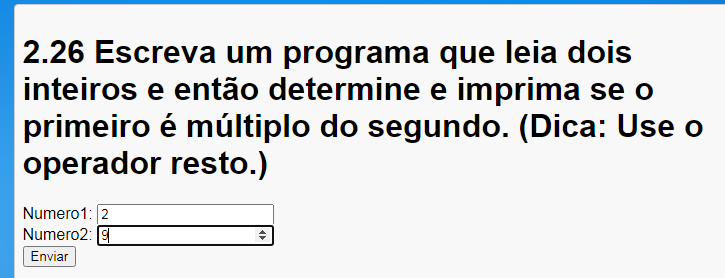 2.26 Escreva um programa que leia dois
inteiros e então determine e imprima se o
primeiro é múltiplo do segundo. (Dica: Use o
operador resto.)
Numero1: 2
Numero2: 9
Enviar